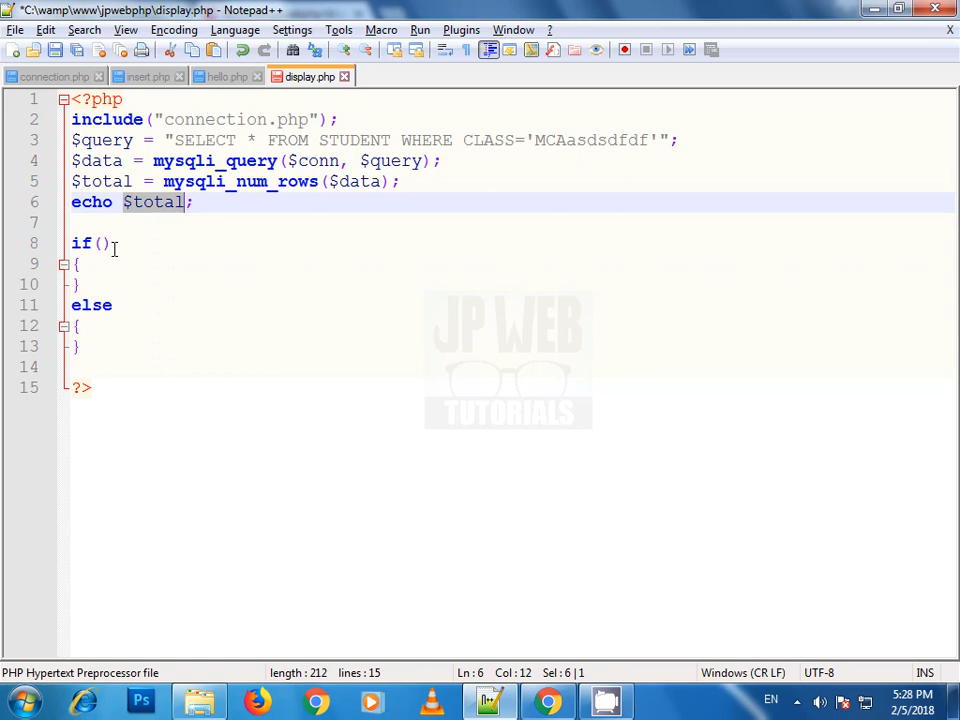 *C:\wamp\www\jpwebphp\display.php - Notepad++
File Edit Search View Encoding Language Settings Tools Macro Run Plugins Window ? X
connection.php insert.php hello.php display.php
1 <?php
2 include("connection.php");
3 $query = "SELECT * FROM STUDENT WHERE CLASS='MCAasdsdfdf'";
4 $data = mysqli_query($conn, $query);
5 $total = mysqli_num_rows($data);
6 echo $total;
7
8 if()
9 {
10 }
11 else
12 {
13 }
14
15 ?>
JP WEB
TUTORIALS
PHP Hypertext Preprocessor file length : 212 lines : 15 Ln : 6 Col : 12 Sel : 6 | 1 Windows (CR LF) UTF-8 INS
Ps EN 5:28 PM
2/5/2018